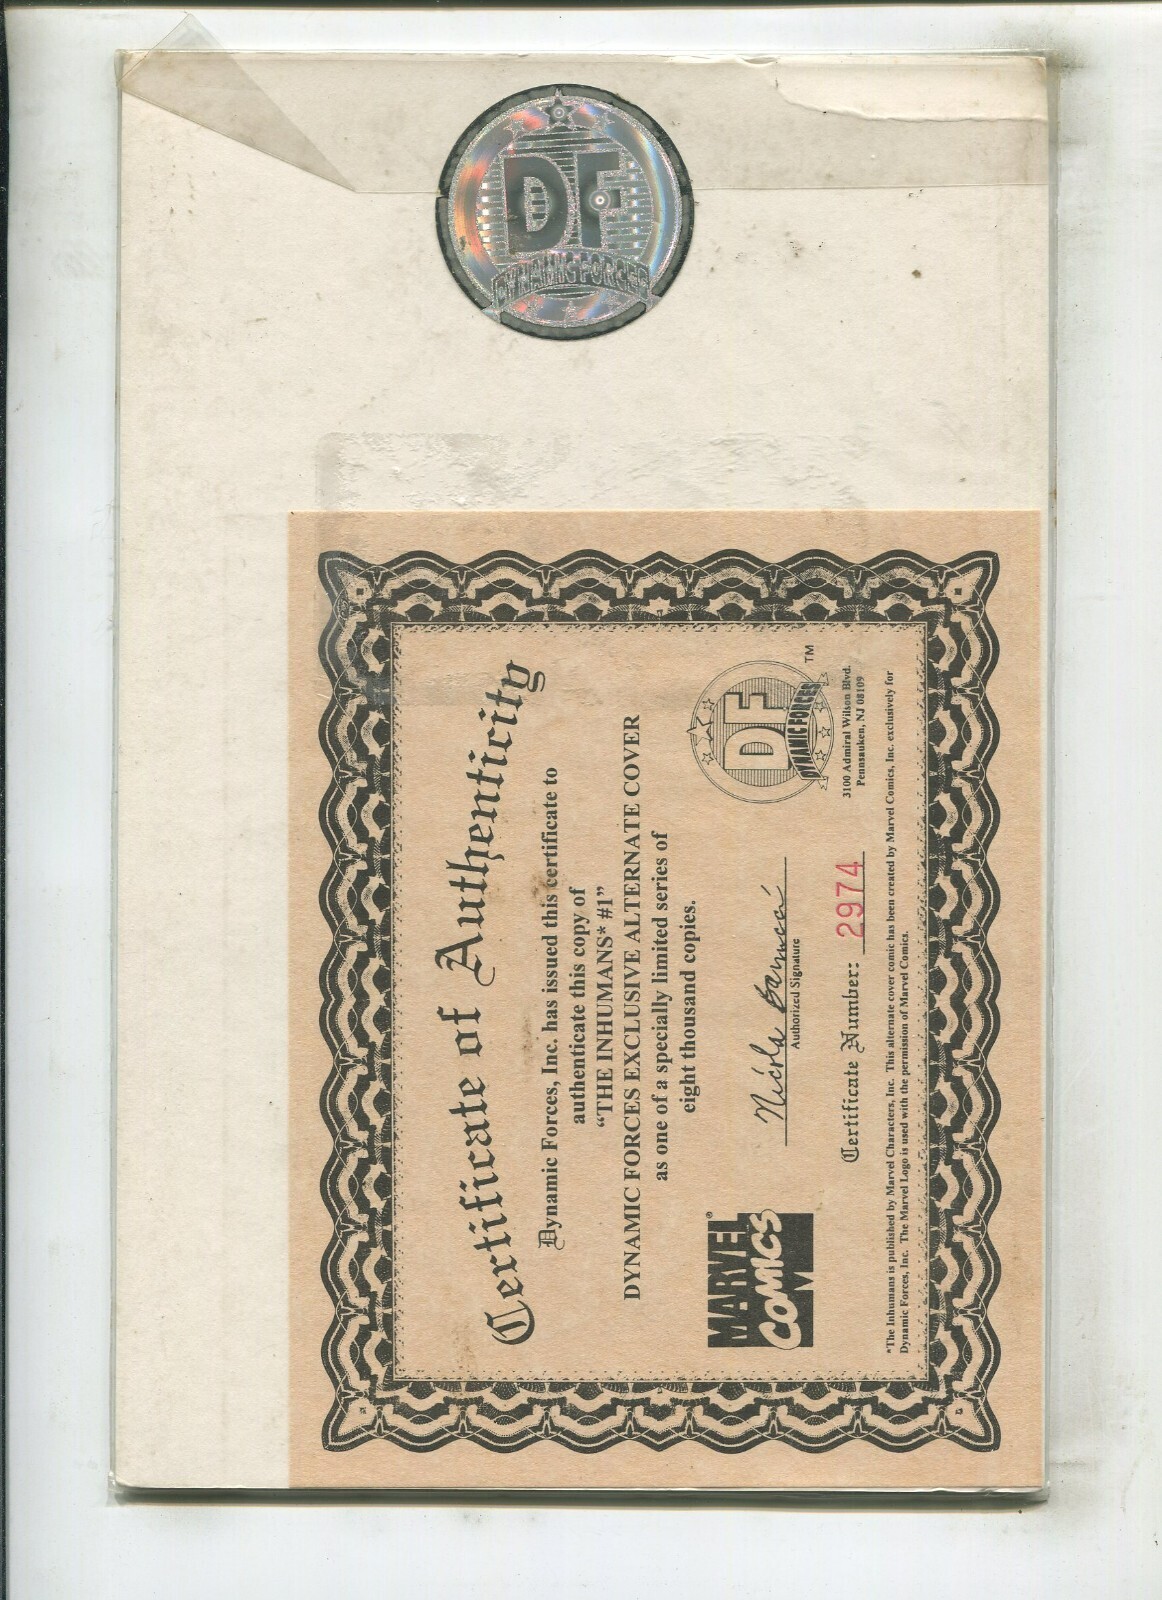 DF
DYNAMIC FORCES
Certificate of Authenticity
Dynamic Forces, Inc. has issued this certificate to
authenticate this copy of
“THE INHUMANS* #1”
DYNAMIC FORCES EXCLUSIVE ALTERNATE COVER
as one of a specially limited series of
eight thousand copies.
MARVEL®
COMICS
Nicola Barrucci
Authorized Signature
DF
DYNAMIC FORCES
TM
Certificate Number: 2974
3100 Admiral Wilson Blvd.
Pennsauken, NJ 08109
*The Inhumans is published by Marvel Characters, Inc. This alternate cover comic has been created by Marvel Comics, Inc. exclusively for
Dynamic Forces, Inc. The Marvel Logo is used with the permission of Marvel Comics.